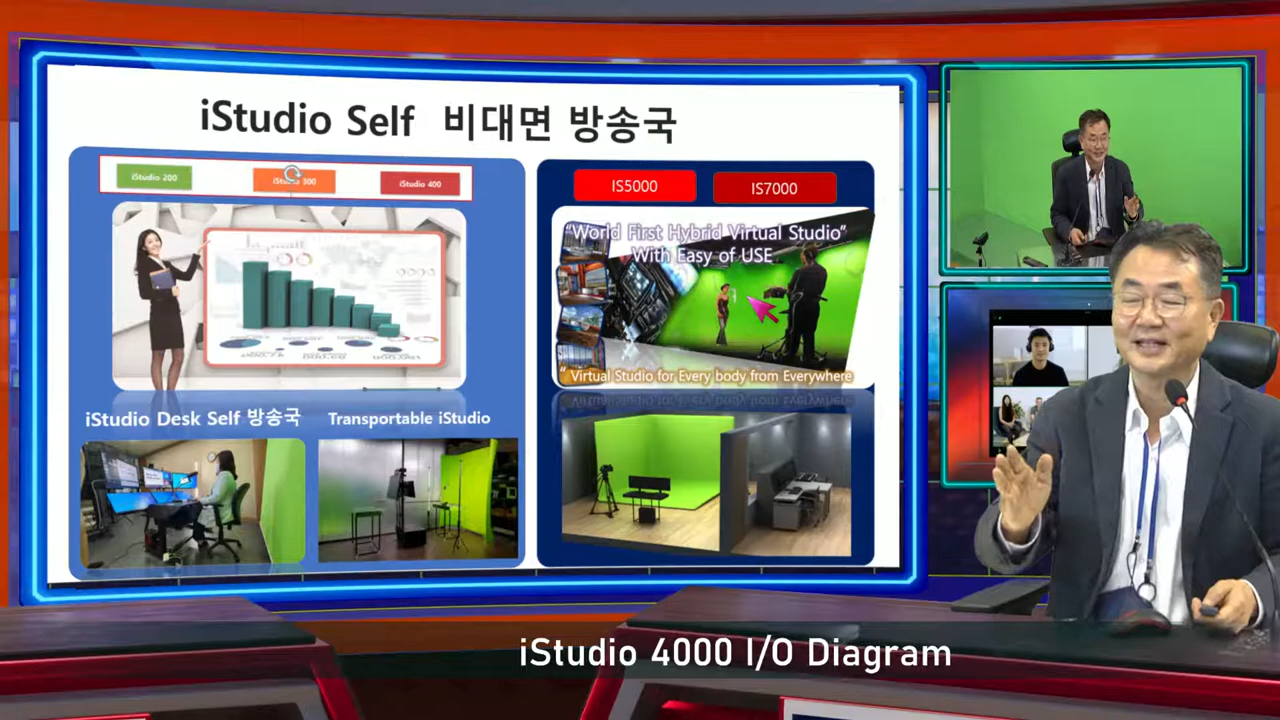 iStudio Self 비대면 방송국
iStudio 200
iStudio 400
IS5000
IS7000
"World First Hybrid Virtual Studio"
With Easy of USE
" Virtual Studio for Every body from Everywhere
iStudio Desk Self 방송국
Transportable iStudio
iStudio 4000 I/O Diagram